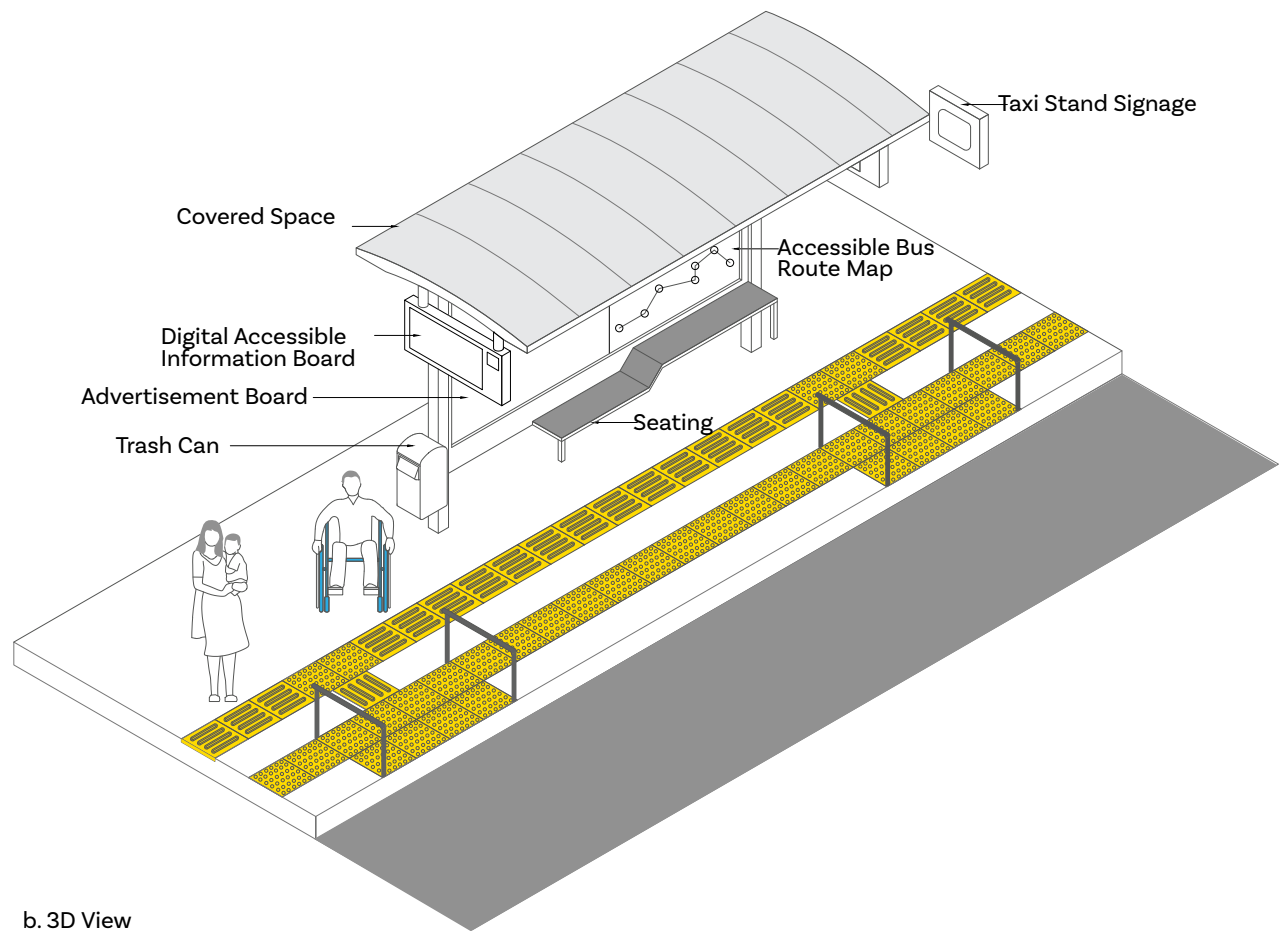 Taxi Stand Signage
Covered Space
Accessible Bus
Route Map
Digital Accessible
Information Board
Advertisement Board
Seating
Trash Can
b. 3D View